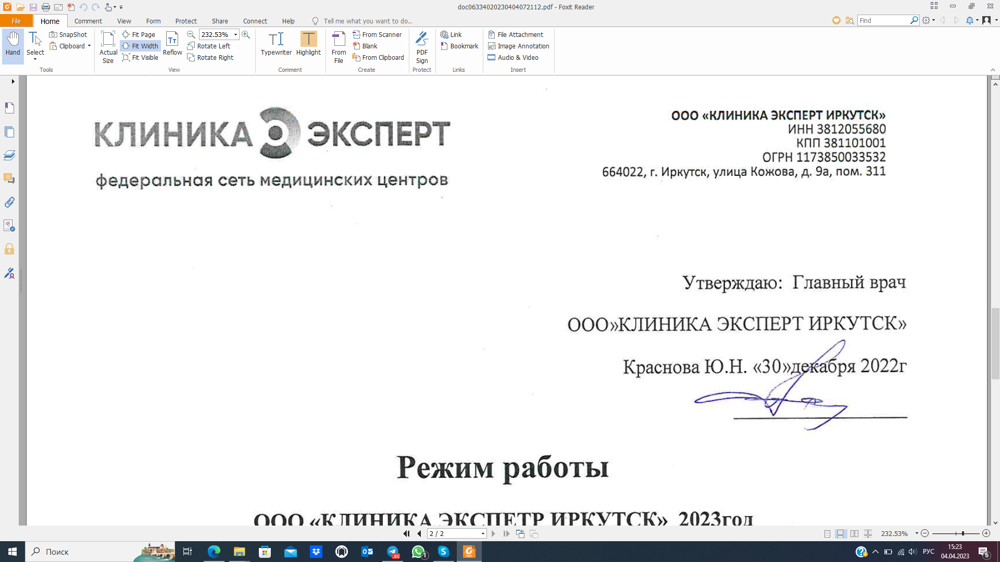 doc06334020230404072112.pdf - Foxit Reader
File Home Comment View Form Protect Share Connect Help Tell me what you want to do.. Find
Hand
Select
SnapShot
Clipboard
Tools
Actual Size
Fit Page
Fit Width
Fit Visible
Reflow
232.53%
Rotate Left
Rotate Right
View
Typewriter
Highlight
Comment
From File
From Scanner
Blank
From Clipboard
Create
PDF Sign
Protect
Link
Bookmark
Links
File Attachment
Image Annotation
Audio & Video
Insert
КЛИНИКА ЭКСПЕРТ
федеральная сеть медицинских центров
ООО «КЛИНИКА ЭКСПЕРТ ИРКУТСК»
ИНН 3812055680
КПП 381101001
ОГРН 1173850033532
664022, г. Иркутск, улица Кожова, д. 9а, пом. 311
Утверждаю: Главный врач
ООО»КЛИНИКА ЭКСПЕРТ ИРКУТСК»
Краснова Ю.Н. «30»декабря 2022г
Режим работы
ООО «КЛИНИКА ЭКСПЕТР ИРКУТСК» 2023год
2 / 2
232.53%
Поиск
.80
1
РУС
15:23
04.04.2023
6